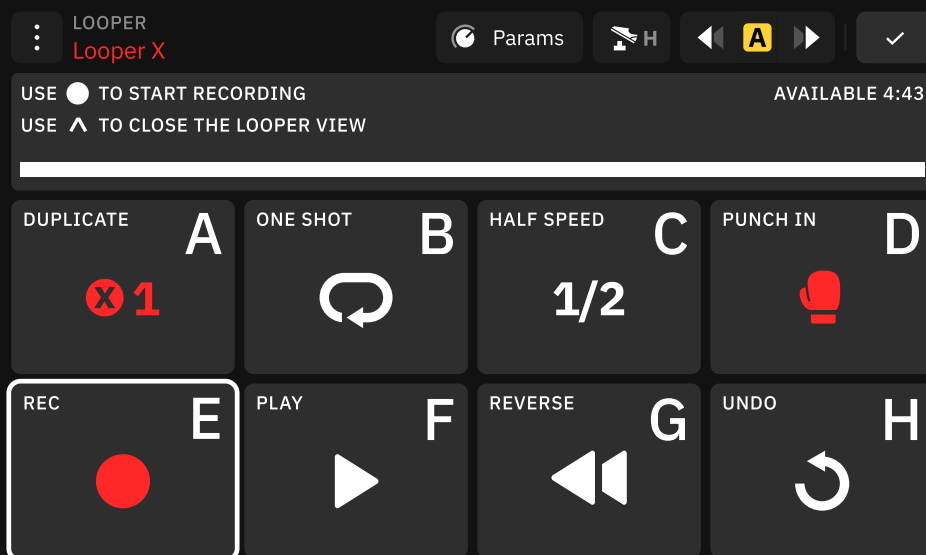 LOOPER
Looper X
Params
H
A
USE TO START RECORDING
AVAILABLE 4:43
USE TO CLOSE THE LOOPER VIEW
DUPLICATE A
X 1
ONE SHOT B
HALF SPEED C
1/2
PUNCH IN D
REC E
PLAY F
REVERSE G
UNDO H